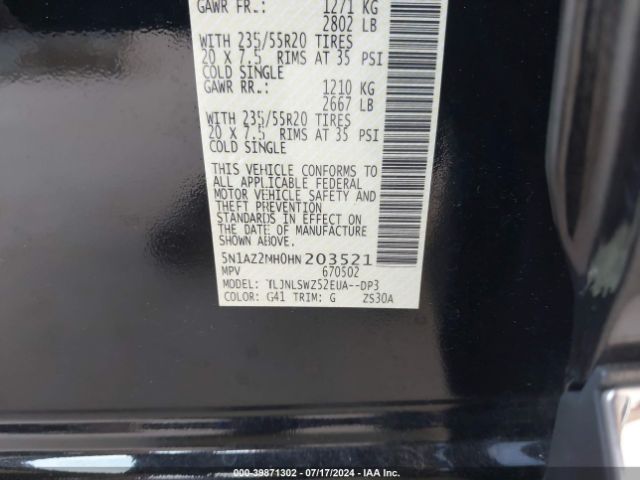 GAWR FR.: 1271 KG
2802 LB
WITH 235/55R20 TIRES
20 X 7.5 RIMS AT 35 PSI
COLD SINGLE
GAWR RR.: 1210 KG
2667 LB
WITH 235/55R20 TIRES
20 X 7.5 RIMS AT 35 PSI
COLD SINGLE
THIS VEHICLE CONFORMS TO
ALL APPLICABLE FEDERAL
MOTOR VEHICLE SAFETY AND
THEFT PREVENTION
STANDARDS IN EFFECT ON
THE DATE OF MANUFACTURE
SHOWN ABOVE.
5N1AZ2MH0HN203521
MPV 670502
MODEL: TLJNLSWZ52EUA--DP3
COLOR: G41 TRIM: G ZS30A
000-39871302 - 07/17/2024 - IAA Inc.